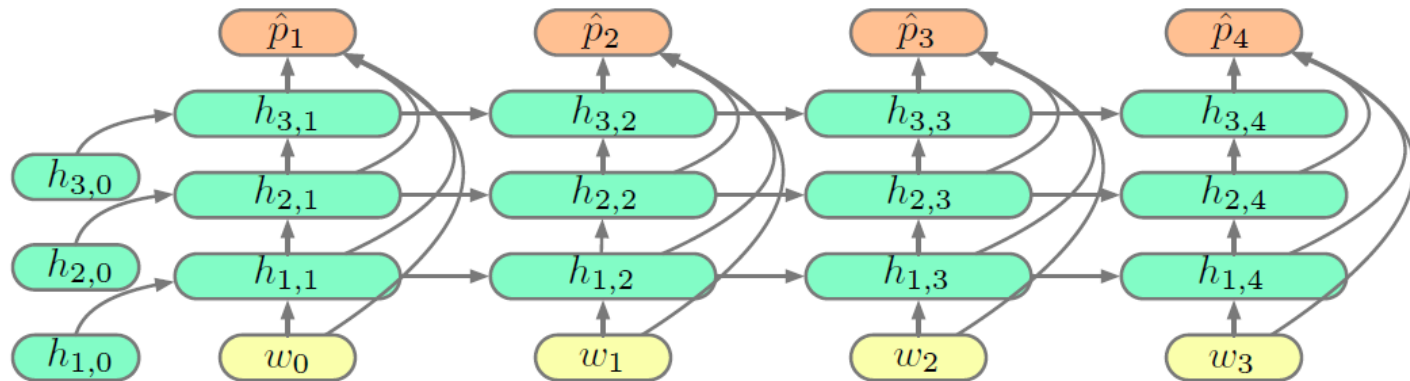 p̂₁ p̂₂ p̂₃ p̂₄
h₃,₁ h₃,₂ h₃,₃ h₃,₄
h₃,₀
h₂,₁ h₂,₂ h₂,₃ h₂,₄
h₂,₀
h₁,₁ h₁,₂ h₁,₃ h₁,₄
h₁,₀ w₀ w₁ w₂ w₃